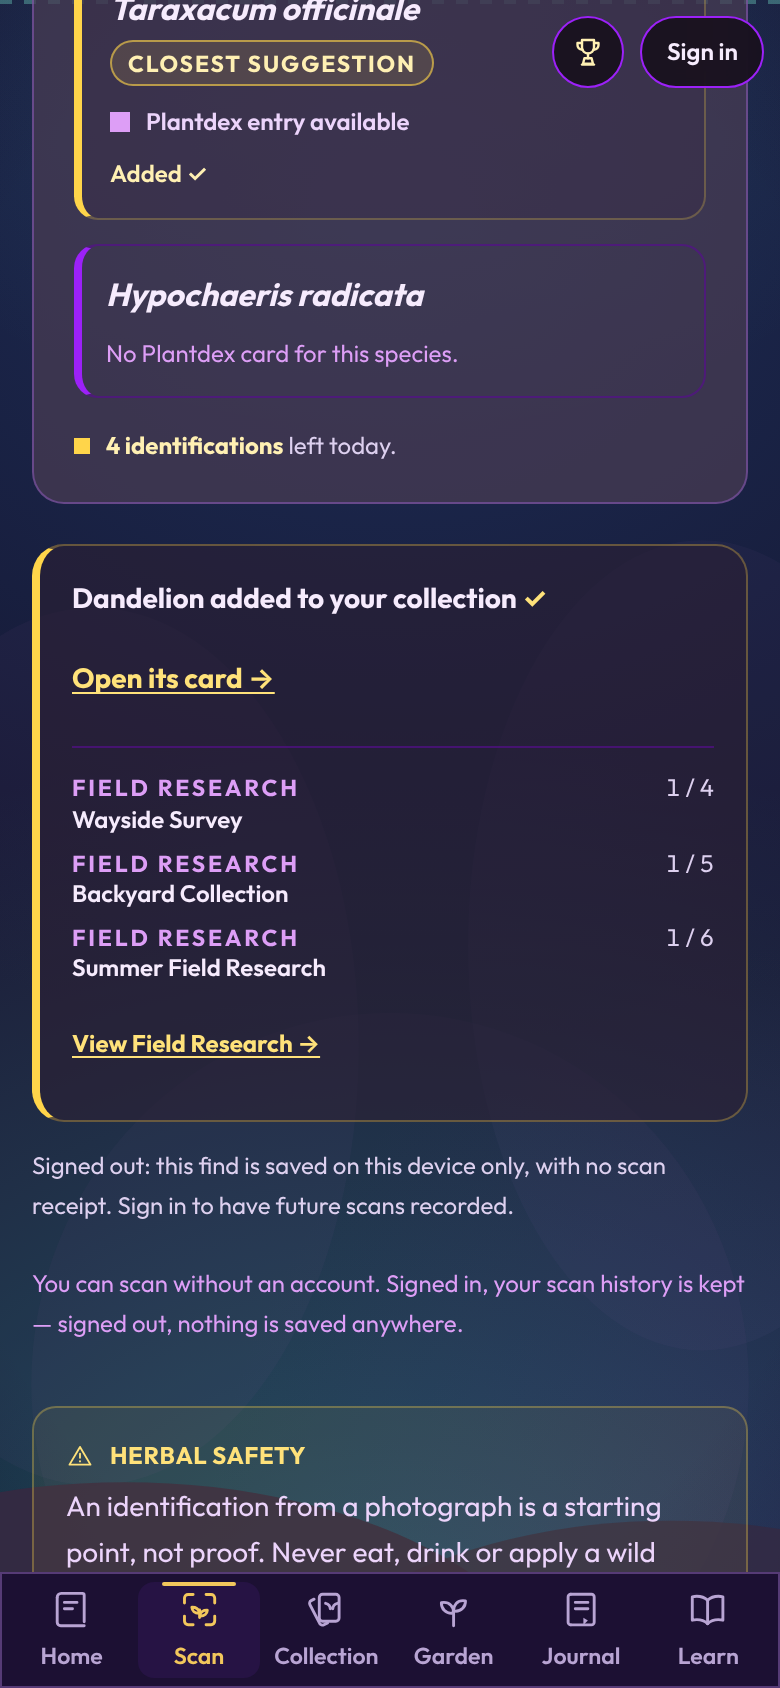 Taraxacum officinale
CLOSEST SUGGESTION
Sign in
Plantdex entry available
Added ✓
Hypochaeris radicata
No Plantdex card for this species.
4 identifications left today.
Dandelion added to your collection ✓
Open its card →
FIELD RESEARCH 1 / 4
Wayside Survey
FIELD RESEARCH 1 / 5
Backyard Collection
FIELD RESEARCH 1 / 6
Summer Field Research
View Field Research →
Signed out: this find is saved on this device only, with no scan
receipt. Sign in to have future scans recorded.
You can scan without an account. Signed in, your scan history is kept
— signed out, nothing is saved anywhere.
HERBAL SAFETY
An identification from a photograph is a starting
point, not proof. Never eat, drink or apply a wild
Home Scan Collection Garden Journal Learn